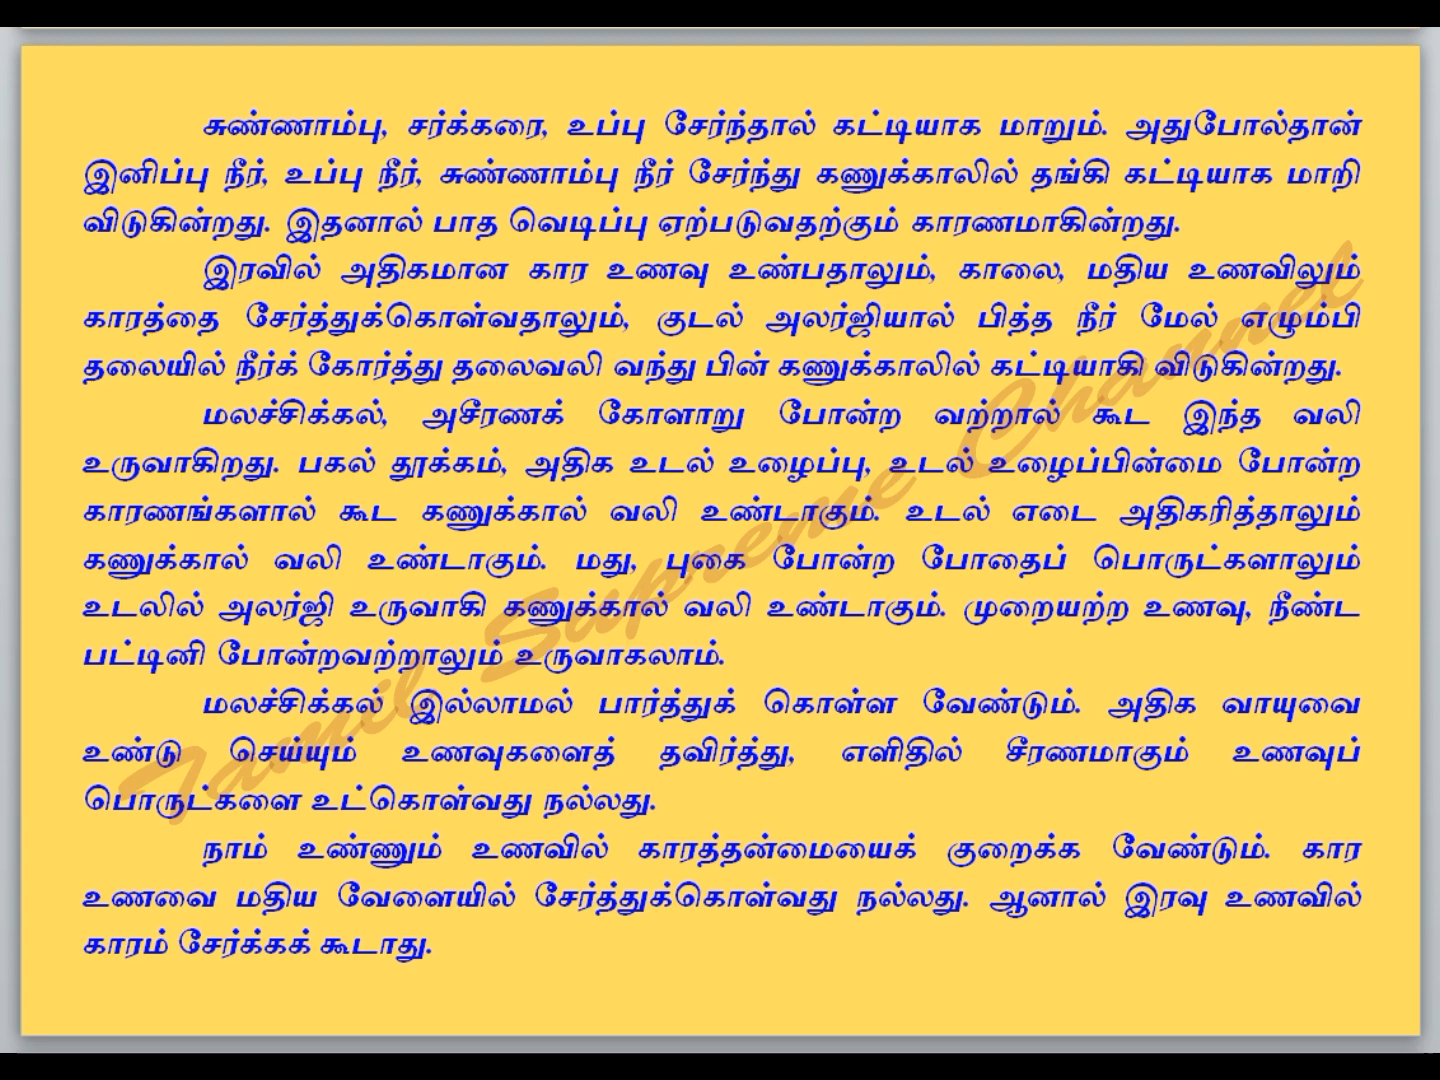 சுண்ணாம்பு, சர்க்கரை, உப்பு சேர்ந்தால் கட்டியாக மாறும். அதுபோல்தான்
இனிப்பு நீர், உப்பு நீர், சுண்ணாம்பு நீர் சேர்ந்து கணுக்காலில் தங்கி கட்டியாக மாறி
விடுகின்றது. இதனால் பாத வெடிப்பு ஏற்படுவதற்கும் காரணமாகின்றது.
இரவில் அதிகமான கார உணவு உண்பதாலும், காலை, மதிய உணவிலும்
காரத்தை சேர்த்துக்கொள்வதாலும், குடல் அலர்ஜியால் பித்த நீர் மேல் எழும்பி
தலையில் நீர்க் கோர்த்து தலைவலி வந்து பின் கணுக்காலில் கட்டியாகி விடுகின்றது.
மலச்சிக்கல், அசீரணக் கோளாறு போன்ற வற்றால் கூட இந்த வலி
உருவாகிறது. பகல் தூக்கம், அதிக உடல் உழைப்பு, உடல் உழைப்பின்மை போன்ற
காரணங்களால் கூட கணுக்கால் வலி உண்டாகும். உடல் எடை அதிகரித்தாலும்
கணுக்கால் வலி உண்டாகும். மது, புகை போன்ற போதைப் பொருட்களாலும்
உடலில் அலர்ஜி உருவாகி கணுக்கால் வலி உண்டாகும். முறையற்ற உணவு, நீண்ட
பட்டினி போன்றவற்றாலும் உருவாகலாம்.
மலச்சிக்கல் இல்லாமல் பார்த்துக் கொள்ள வேண்டும். அதிக வாயுவை
உண்டு செய்யும் உணவுகளைத் தவிர்த்து, எளிதில் சீரணமாகும் உணவுப்
பொருட்களை உட்கொள்வது நல்லது.
நாம் உண்ணும் உணவில் காரத்தன்மையைக் குறைக்க வேண்டும். கார
உணவை மதிய வேளையில் சேர்த்துக்கொள்வது நல்லது. ஆனால் இரவு உணவில்
காரம் சேர்க்கக் கூடாது.
Tamil Supreme Channel